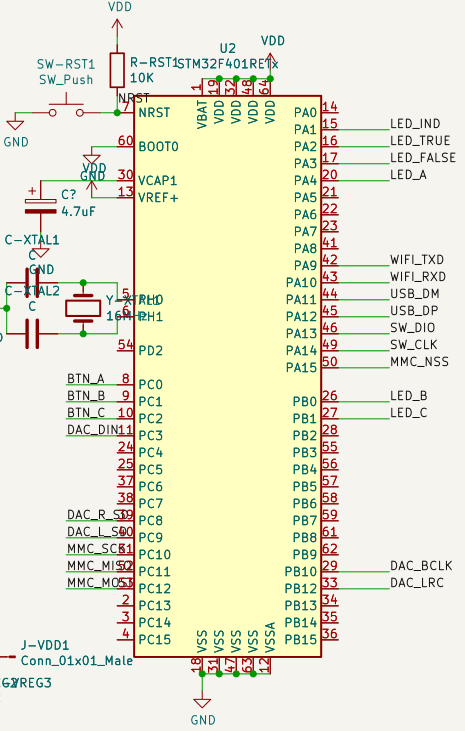 VDD
VDD
U2
STM32F401RETx
SW-RST1
SW_Push
R-RST1
10K
NRST
GND
1 VBAT
19 VDD
32 VDD
48 VDD
64 VDD
7 NRST
60 BOOT0
VDD
GND
30 VCAP1
13 VREF+
C?
4.7uF
GND
C-XTAL1
C
C-XTAL2
C
5 PH0
6 PH1
54 PD2
BTN_A 8 PC0
BTN_B 9 PC1
BTN_C 10 PC2
DAC_DIN 11 PC3
24 PC4
25 PC5
37 PC6
38 PC7
39 PC8
40 PC9
MMC_SCK 51 PC10
MMC_MISO 52 PC11
MMC_MOSI 53 PC12
2 PC13
3 PC14
4 PC15
PA0 14
PA1 15 LED_IND
PA2 16 LED_TRUE
PA3 17 LED_FALSE
PA4 20 LED_A
PA5 21
PA6 22
PA7 23
PA8 41
PA9 42 WIFI_TXD
PA10 43 WIFI_RXD
PA11 44 USB_DM
PA12 45 USB_DP
PA13 46 SW_DIO
PA14 49 SW_CLK
PA15 50 MMC_NSS
PB0 26 LED_B
PB1 27 LED_C
PB2 28
PB3 55
PB4 56
PB5 57
PB6 58
PB7 59
PB8 61
PB9 62
PB10 29 DAC_BCLK
PB12 33 DAC_LRC
PB13 34
PB14 35
PB15 36
18 VSS
31 VSS
47 VSS
63 VSS
12 VSSA
GND
J-VDD1
Conn_01x01_Male